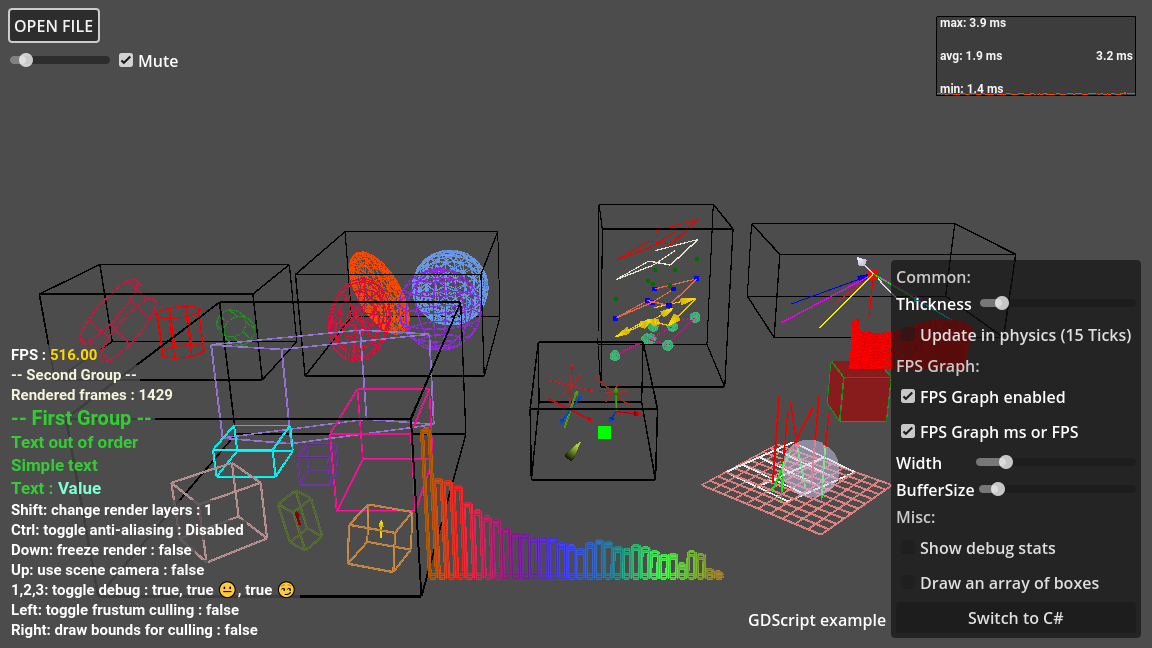 OPEN FILE
Mute
max: 3.9 ms
avg: 1.9 ms
3.2 ms
min: 1.4 ms
FPS : 516.00
-- Second Group --
Rendered frames : 1429
-- First Group --
Text out of order
Simple text
Text : Value
Shift: change render layers : 1
Ctrl: toggle anti-aliasing : Disabled
Down: freeze render : false
Up: use scene camera : false
1,2,3: toggle debug : true, true 😐, true 😏
Left: toggle frustum culling : false
Right: draw bounds for culling : false
GDScript example
Common:
Thickness
Update in physics (15 Ticks)
FPS Graph:
FPS Graph enabled
FPS Graph ms or FPS
Width
BufferSize
Misc:
Show debug stats
Draw an array of boxes
Switch to C#